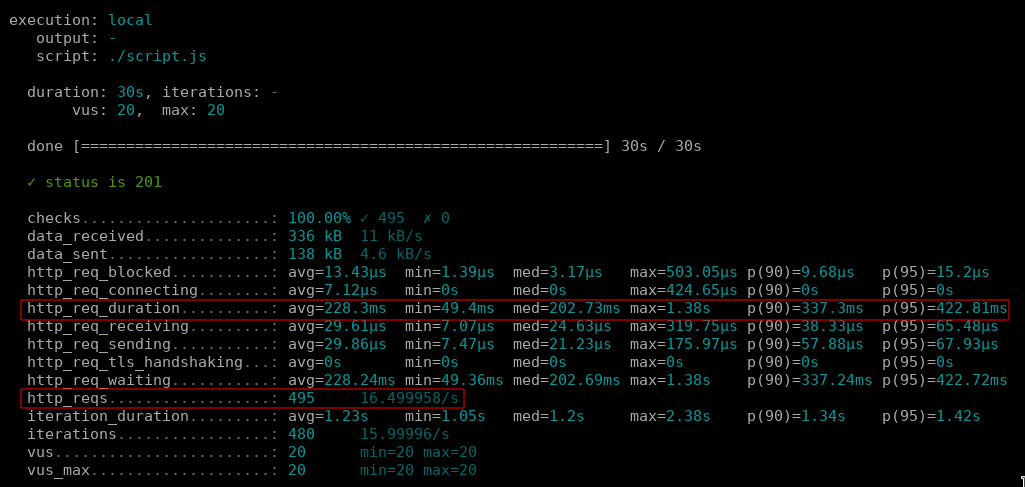 execution: local
output: -
script: ./script.js
duration: 30s, iterations: -
vus: 20, max: 20
done [==========================================================] 30s / 30s
✓ status is 201
checks.....................: 100.00% ✓ 495 ✗ 0
data_received..............: 336 kB 11 kB/s
data_sent..................: 138 kB 4.6 kB/s
http_req_blocked...........: avg=13.43µs min=1.39µs med=3.17µs max=503.05µs p(90)=9.68µs p(95)=15.2µs
http_req_connecting........: avg=7.12µs min=0s med=0s max=424.65µs p(90)=0s p(95)=0s
http_req_duration..........: avg=228.3ms min=49.4ms med=202.73ms max=1.38s p(90)=337.3ms p(95)=422.81ms
http_req_receiving.........: avg=29.61µs min=7.07µs med=24.63µs max=319.75µs p(90)=38.33µs p(95)=65.48µs
http_req_sending...........: avg=29.86µs min=7.47µs med=21.23µs max=175.97µs p(90)=57.88µs p(95)=67.93µs
http_req_tls_handshaking...: avg=0s min=0s med=0s max=0s p(90)=0s p(95)=0s
http_req_waiting...........: avg=228.24ms min=49.36ms med=202.69ms max=1.38s p(90)=337.24ms p(95)=422.72ms
http_reqs..................: 495 16.499958/s
iteration_duration.........: avg=1.23s min=1.05s med=1.2s max=2.38s p(90)=1.34s p(95)=1.42s
iterations.................: 480 15.99996/s
vus........................: 20 min=20 max=20
vus_max....................: 20 min=20 max=20